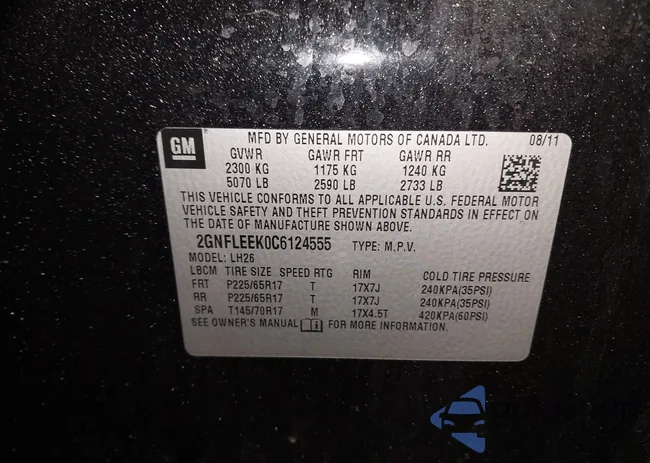 GM
MFD BY GENERAL MOTORS OF CANADA LTD. 08/11
GVWR GAWR FRT GAWR RR
2300 KG 1175 KG 1240 KG
5070 LB 2590 LB 2733 LB
THIS VEHICLE CONFORMS TO ALL APPLICABLE U.S. FEDERAL MOTOR
VEHICLE SAFETY AND THEFT PREVENTION STANDARDS IN EFFECT ON
THE DATE OF MANUFACTURE SHOWN ABOVE.
2GNFLEEK0C6124555 TYPE: M.P.V.
MODEL: LH26
LBCM TIRE SIZE SPEED RTG RIM COLD TIRE PRESSURE
FRT P225/65R17 T 17X7J 240KPA(35PSI)
RR P225/65R17 T 17X7J 240KPA(35PSI)
SPA T145/70R17 M 17X4.5T 420KPA(60PSI)
SEE OWNER'S MANUAL FOR MORE INFORMATION.